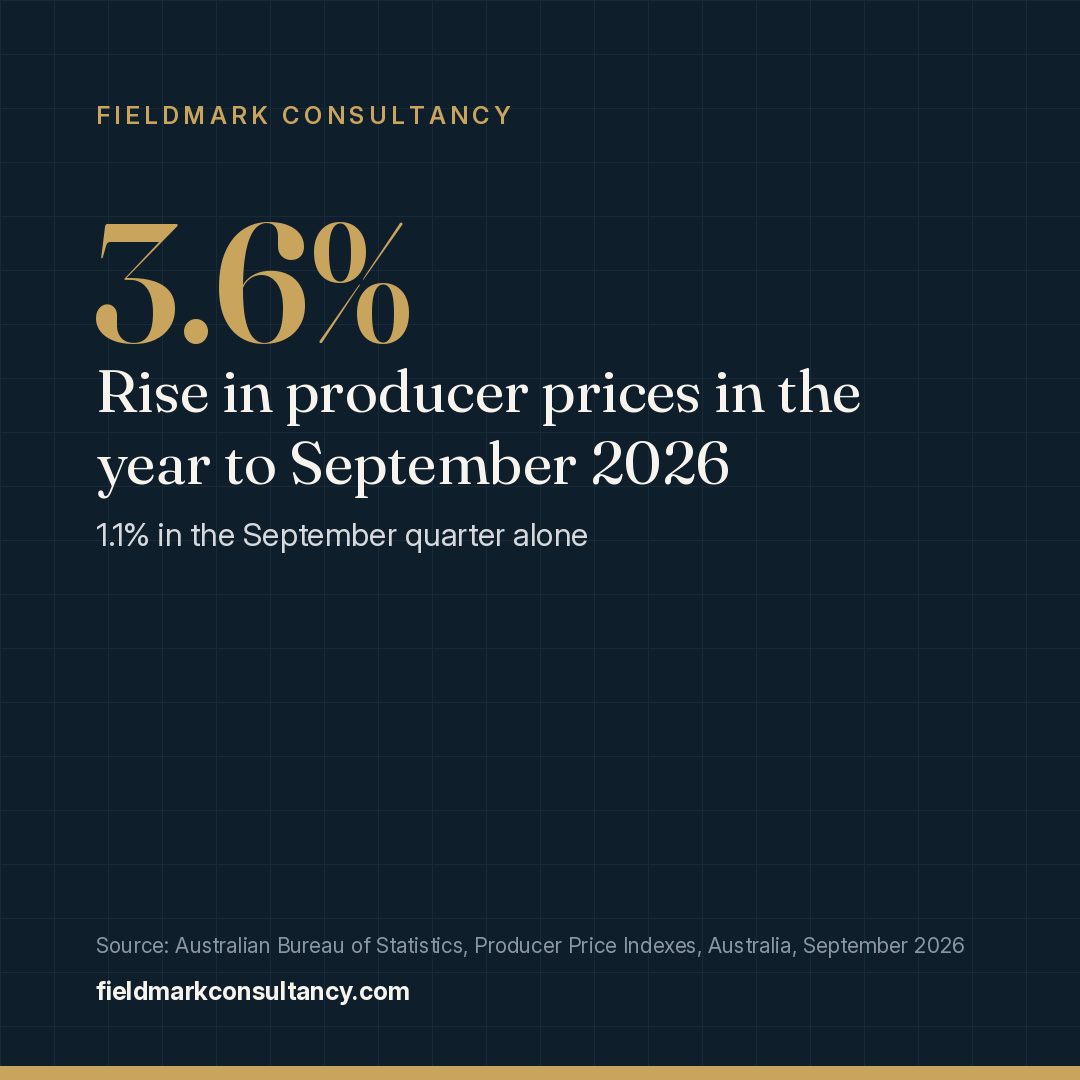 FIELDMARK CONSULTANCY
3.6%
Rise in producer prices in the
year to September 2026
1.1% in the September quarter alone
Source: Australian Bureau of Statistics, Producer Price Indexes, Australia, September 2026
fieldmarkconsultancy.com